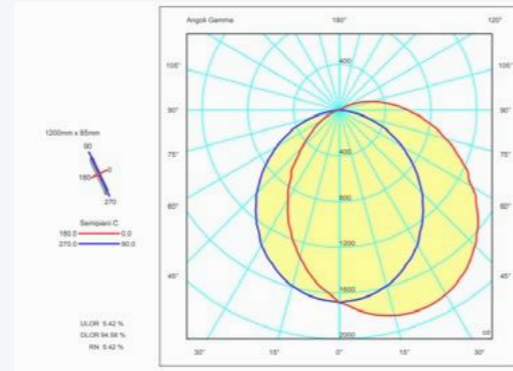 Angoli Gamma 180° 120°
400
105° 105°
90° 90°
1200mm x 85mm
90
400
75° 75°
0
180
270
800
60° 60°
Semipiani C
180.0 0.0
270.0 90.0
1200
45° 45°
1600
ULOR 5.42 %
DLOR 94.58 %
RN 5.42 %
2000 cd
30° 15° 0° 15° 30°